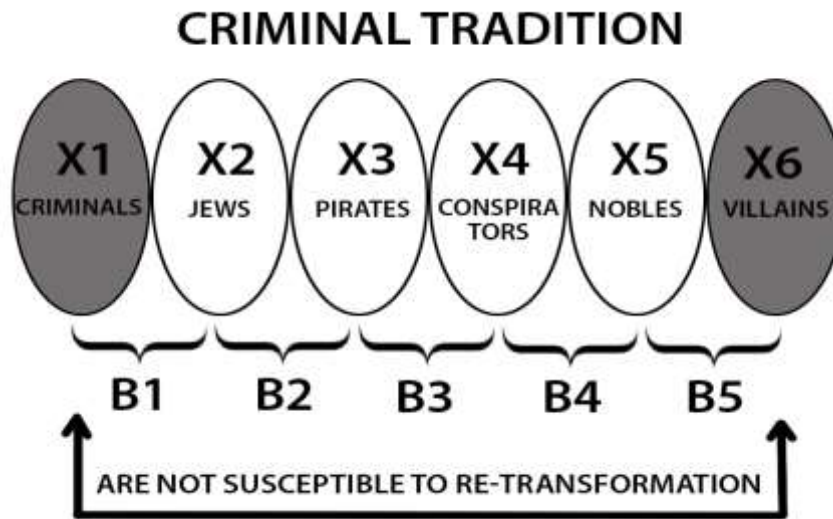 CRIMINAL TRADITION
X1 X2 X3 X4 X5 X6
CRIMINALS JEWS PIRATES CONSPIRA NOBLES VILLAINS
TORS
B1 B2 B3 B4 B5
ARE NOT SUSCEPTIBLE TO RE-TRANSFORMATION